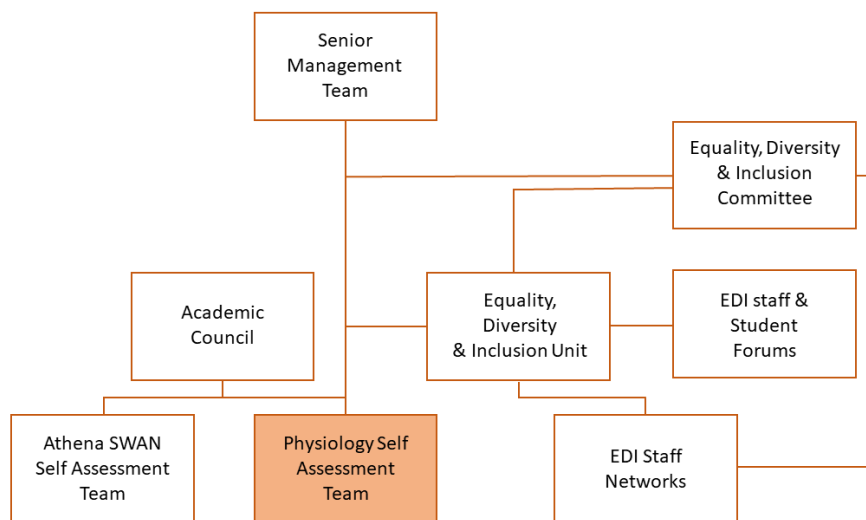 Senior
Management
Team
Equality, Diversity
& Inclusion
Committee
Academic
Council
Equality,
Diversity
& Inclusion Unit
EDI staff &
Student
Forums
Athena SWAN
Self Assessment
Team
Physiology Self
Assessment
Team
EDI Staff
Networks